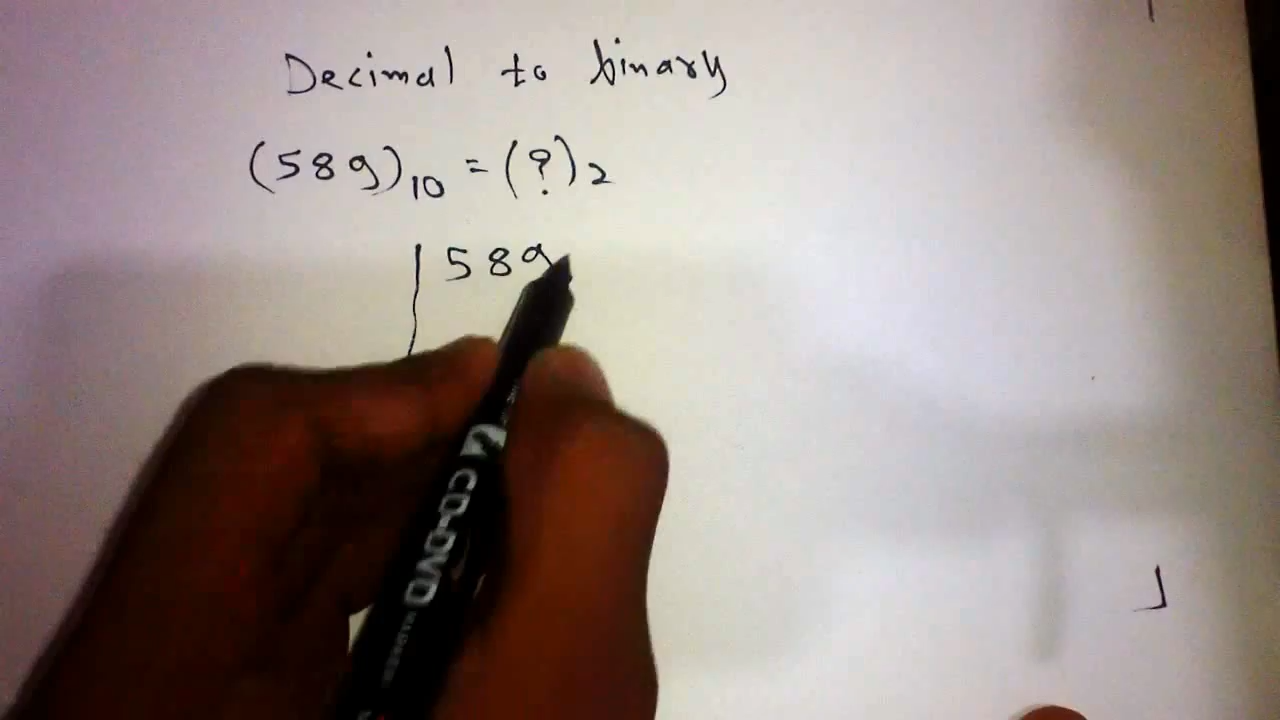 Decimal to binary
(589)10 = (?)2
589
CD-DVD